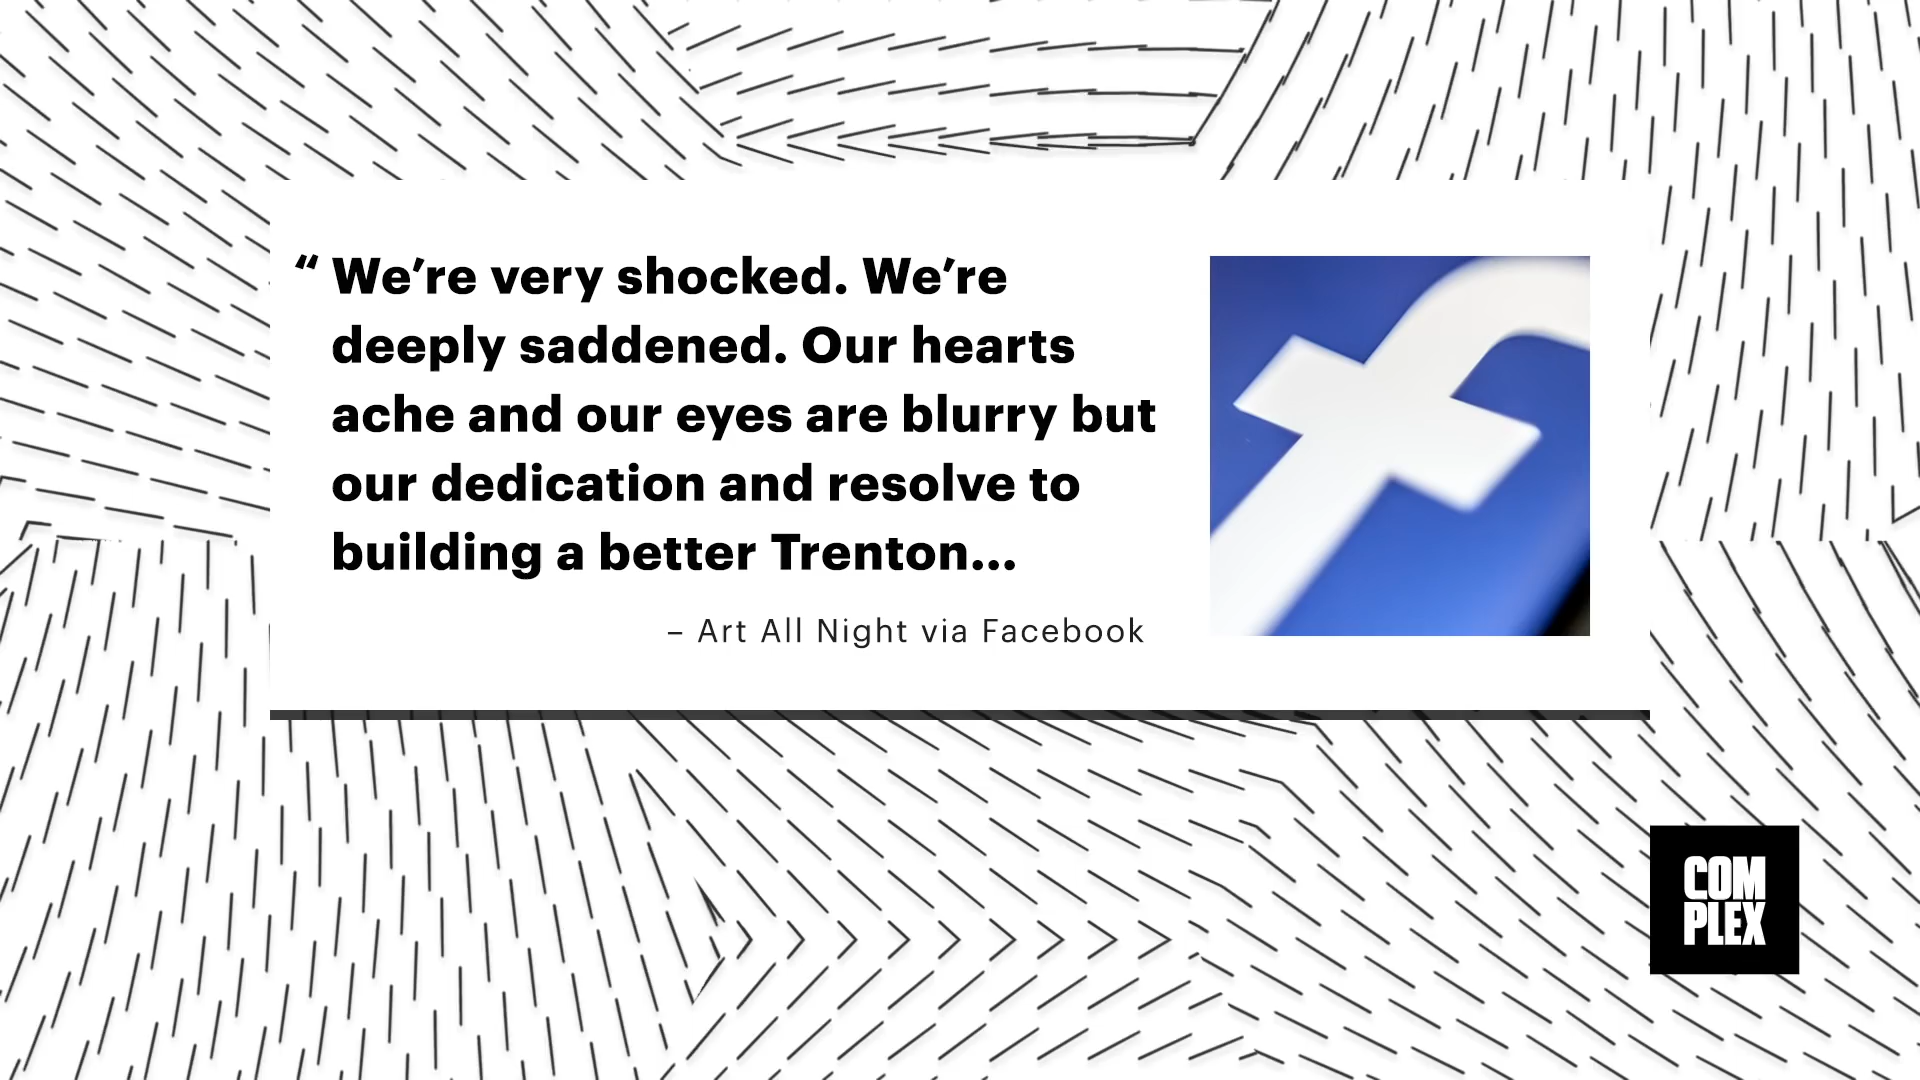 “ We’re very shocked. We’re
deeply saddened. Our hearts
ache and our eyes are blurry but
our dedication and resolve to
building a better Trenton...
– Art All Night via Facebook
COM
PLEX